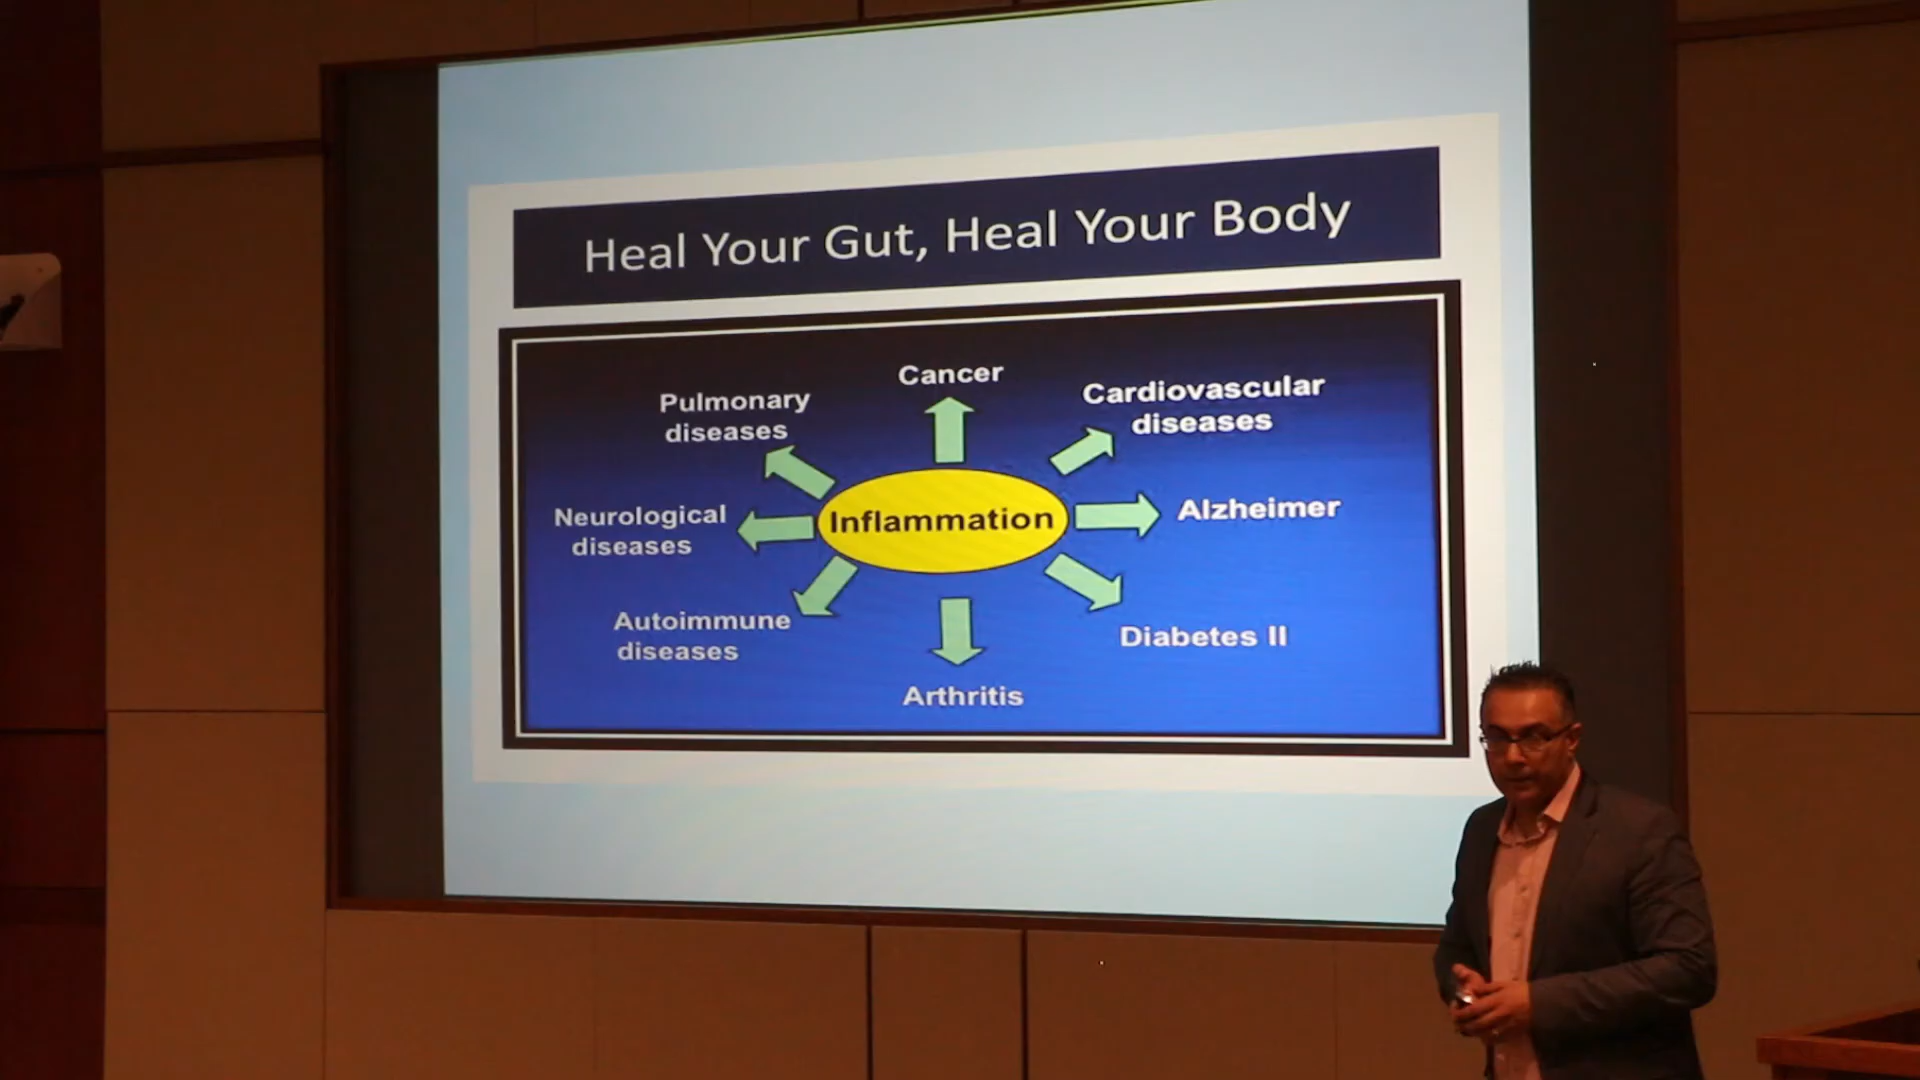 Heal Your Gut, Heal Your Body
Cancer
Pulmonary
diseases
Cardiovascular
diseases
Neurological
diseases
Inflammation
Alzheimer
Autoimmune
diseases
Diabetes II
Arthritis